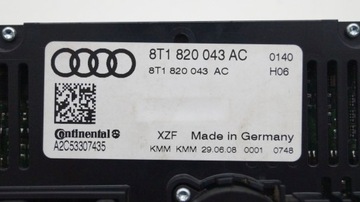 8T1 820 043 AC 0140
8T1 820 043 AC H06
Continental XZF Made in Germany
A2C53307435 KMM KMM 29.06.08 0001 0748